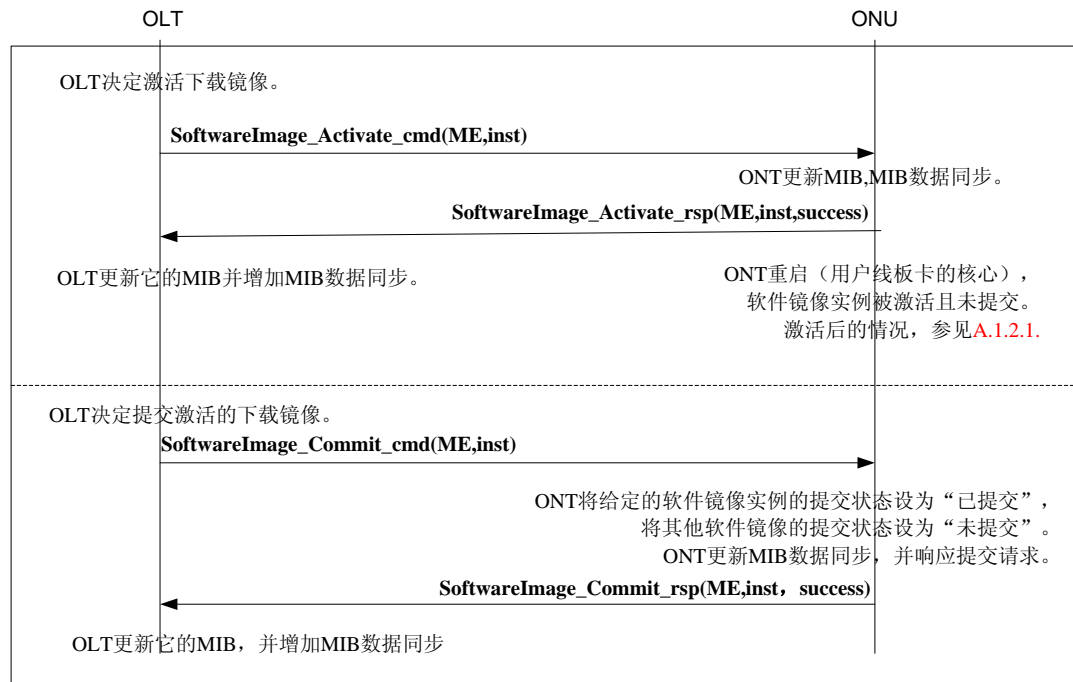 OLT
ONU
OLT决定激活下载镜像。
SoftwareImage_Activate_cmd(ME,inst)
ONT更新MIB,MIB数据同步。
SoftwareImage_Activate_rsp(ME,inst,success)
OLT更新它的MIB并增加MIB数据同步。
ONT重启（用户线板卡的核心），
软件镜像实例被激活且未提交。
激活后的情况，参见A.1.2.1.
OLT决定提交激活的下载镜像。
SoftwareImage_Commit_cmd(ME,inst)
ONT将给定的软件镜像实例的提交状态设为“已提交”，
将其他软件镜像的提交状态设为“未提交”。
ONT更新MIB数据同步，并响应提交请求。
SoftwareImage_Commit_rsp(ME,inst，success)
OLT更新它的MIB，并增加MIB数据同步